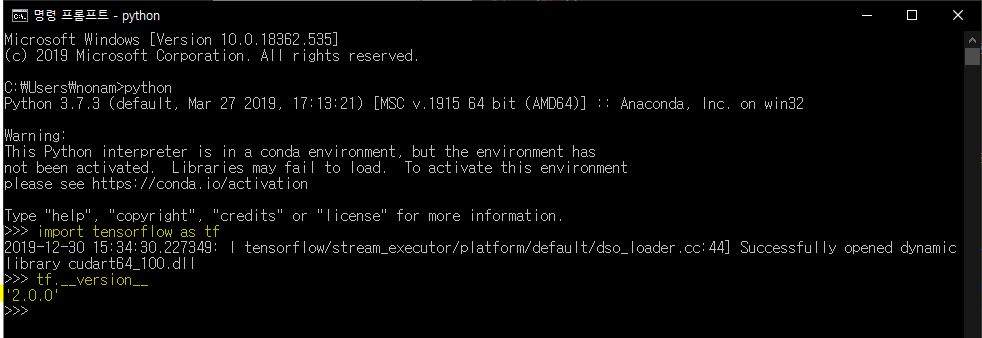 명령 프롬프트 - python
Microsoft Windows [Version 10.0.18362.535]
(c) 2019 Microsoft Corporation. All rights reserved.
C:₩Users₩nonam>python
Python 3.7.3 (default, Mar 27 2019, 17:13:21) [MSC v.1915 64 bit (AMD64)] :: Anaconda, Inc. on win32
Warning:
This Python interpreter is in a conda environment, but the environment has
not been activated.  Libraries may fail to load.  To activate this environment
please see https://conda.io/activation
Type "help", "copyright", "credits" or "license" for more information.
>>> import tensorflow as tf
2019-12-30 15:34:30.227349: I tensorflow/stream_executor/platform/default/dso_loader.cc:44] Successfully opened dynamic
library cudart64_100.dll
>>> tf.__version__
'2.0.0'
>>>